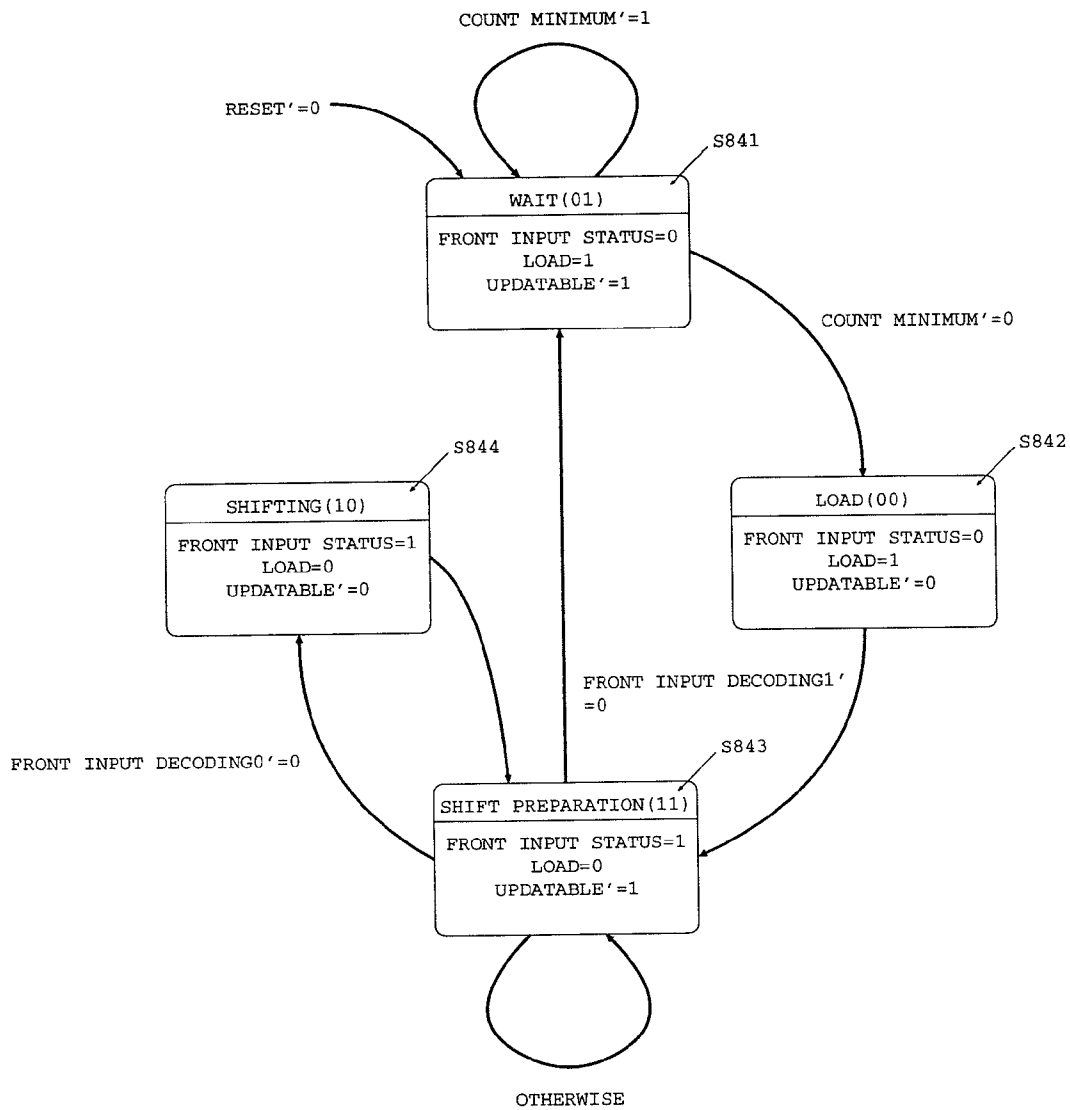 COUNT MINIMUM'=1
RESET'=0
S841
WAIT(01)
FRONT INPUT STATUS=0
LOAD=1
UPDATABLE'=1
COUNT MINIMUM'=0
S844
SHIFTING(10)
FRONT INPUT STATUS=1
LOAD=0
UPDATABLE'=0
S842
LOAD(00)
FRONT INPUT STATUS=0
LOAD=1
UPDATABLE'=0
FRONT INPUT DECODING1'
=0
FRONT INPUT DECODING0'=0
S843
SHIFT PREPARATION(11)
FRONT INPUT STATUS=1
LOAD=0
UPDATABLE'=1
OTHERWISE